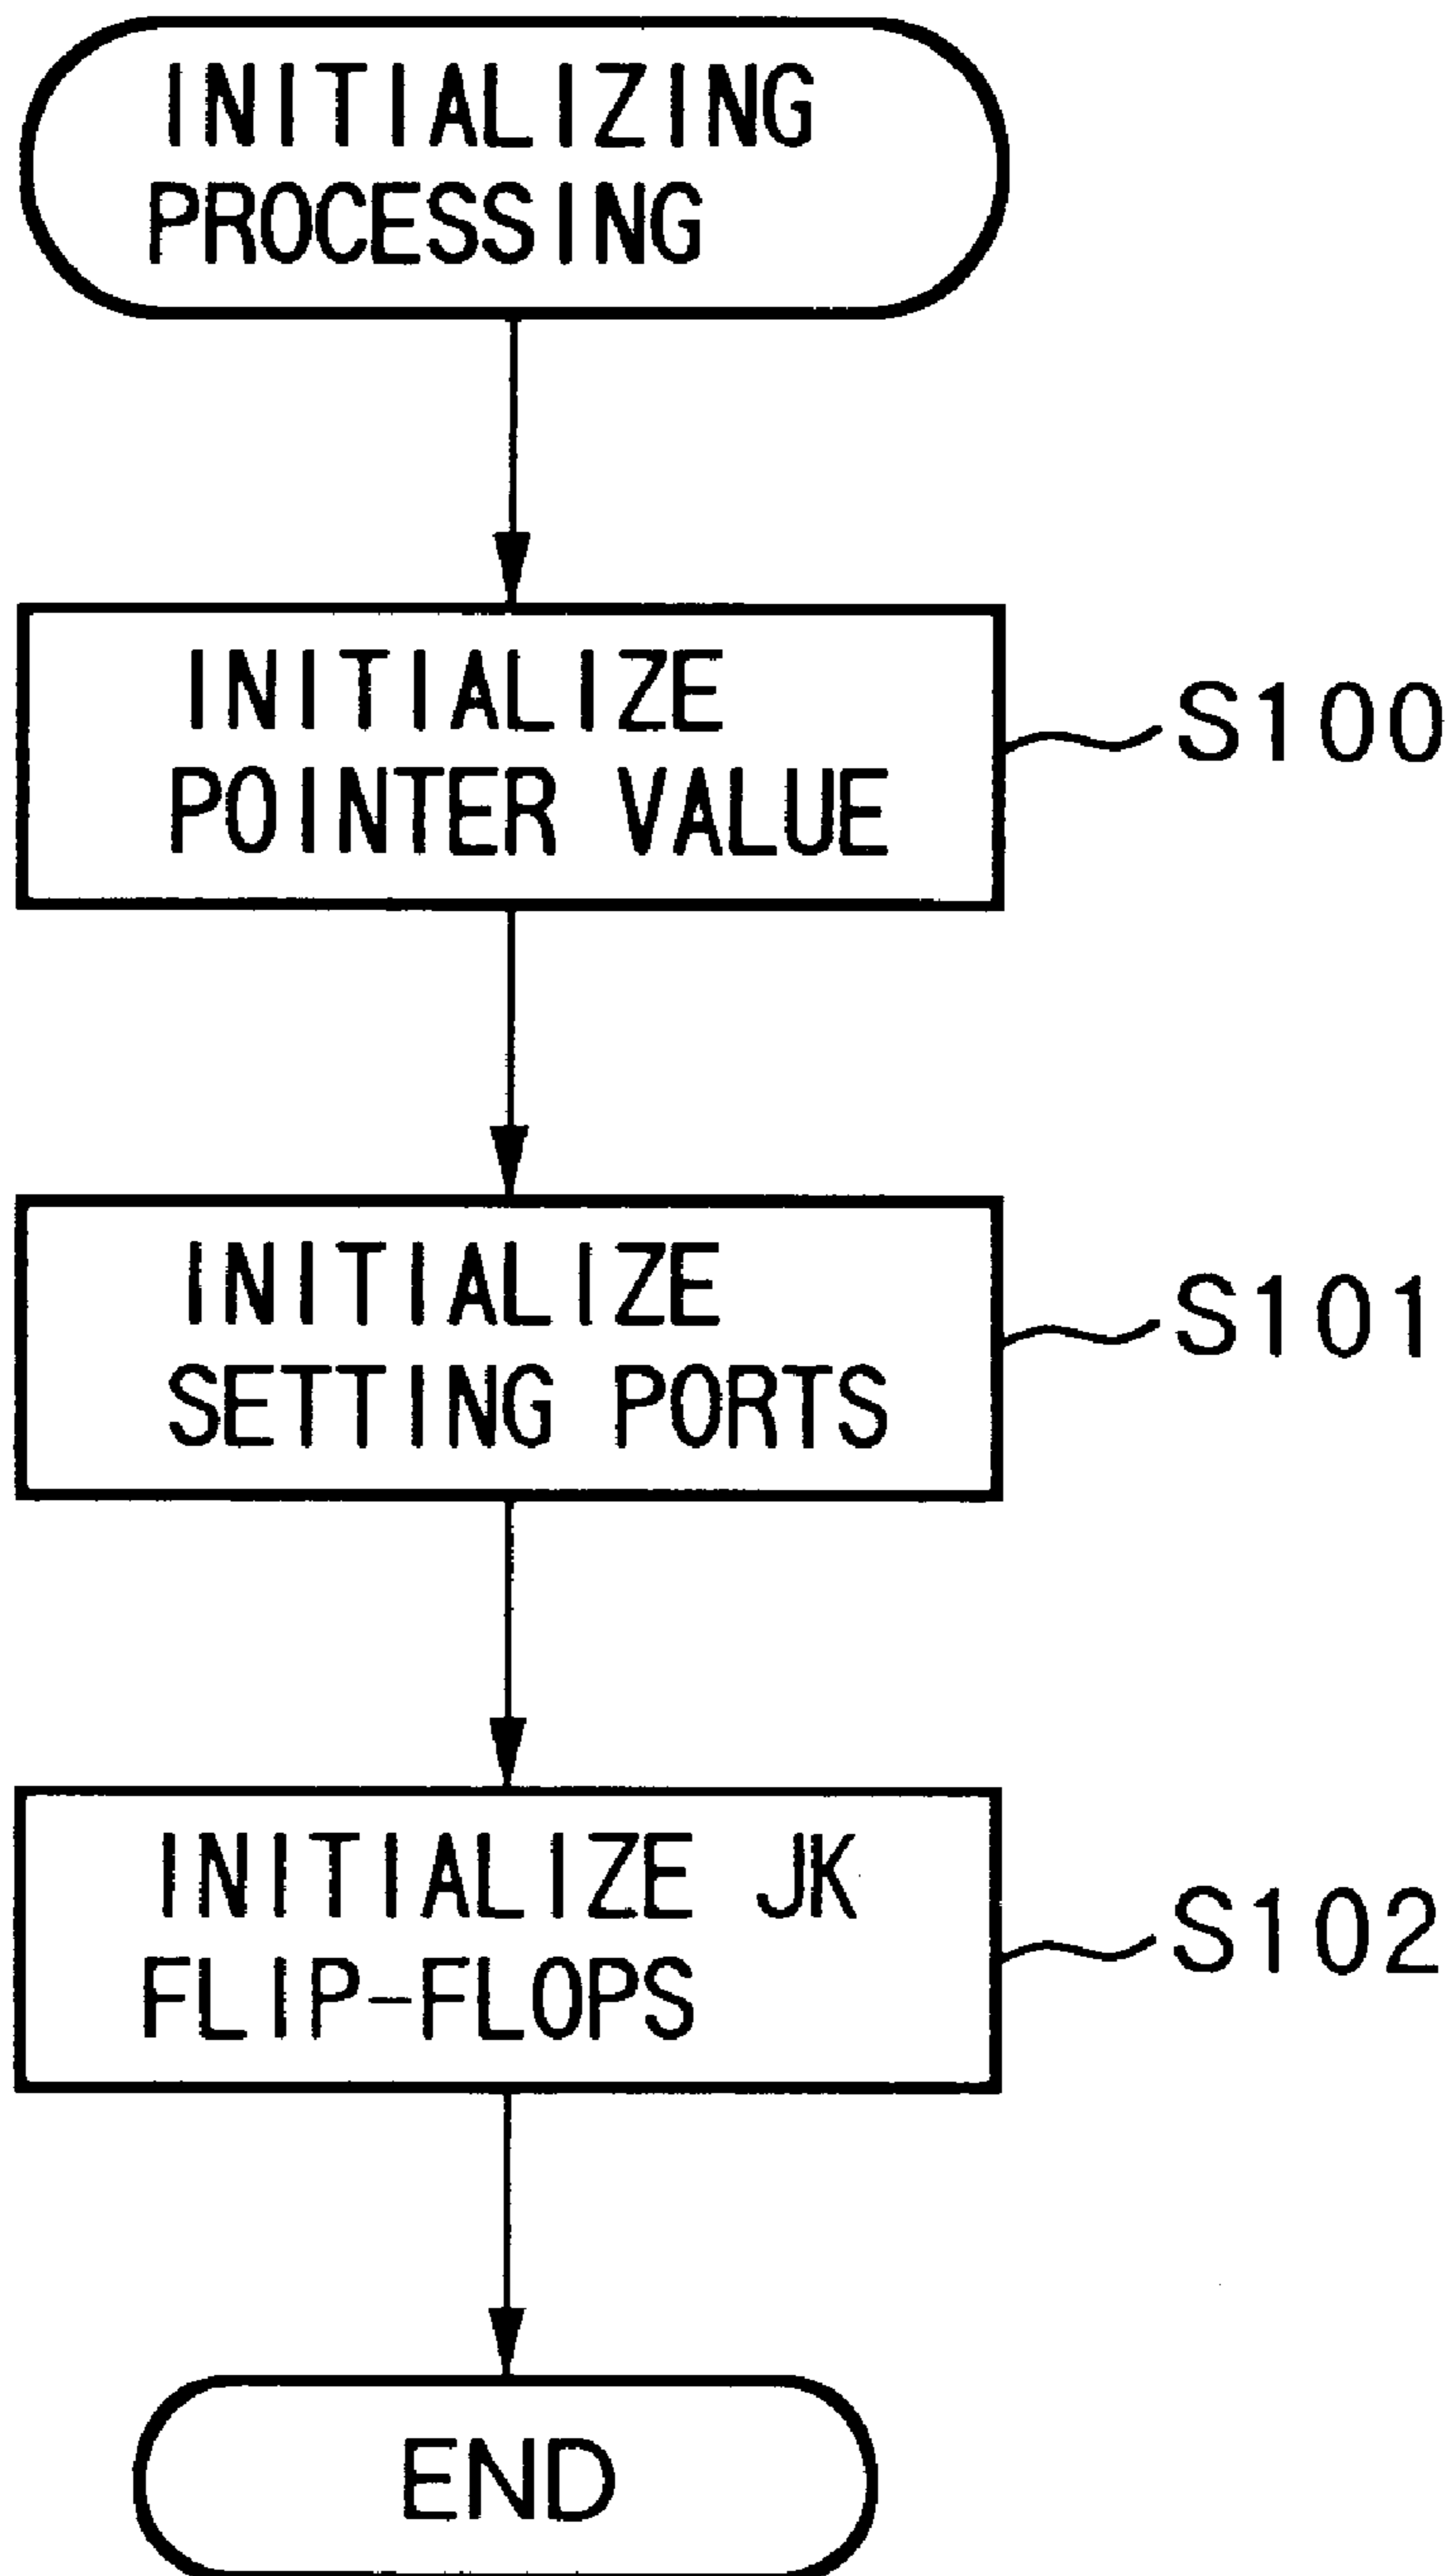 INITIALIZING
PROCESSING
INITIALIZE
POINTER VALUE
S100
INITIALIZE
SETTING PORTS
S101
INITIALIZE JK
FLIP-FLOPS
S102
END